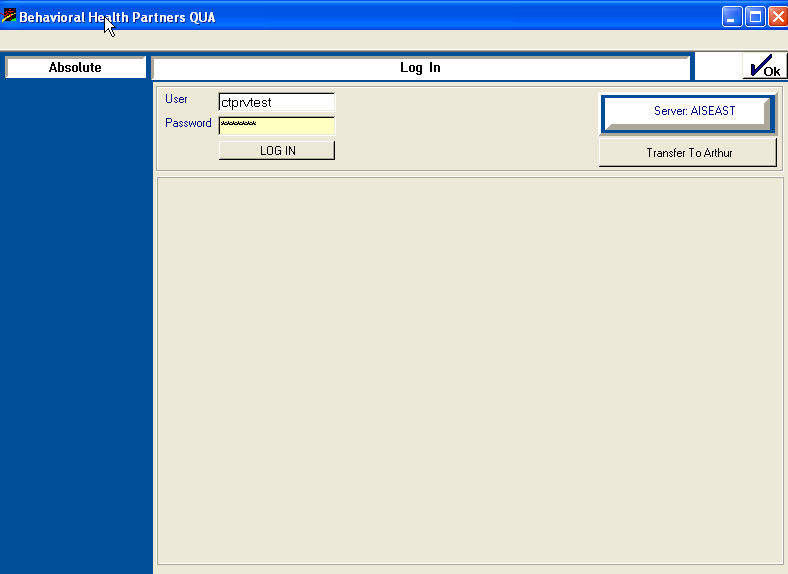 Behavioral Health Partners QUA
Absolute
Log In
Ok
User
ctprvtest
Password
********
LOG IN
Server: AISEAST
Transfer To Arthur